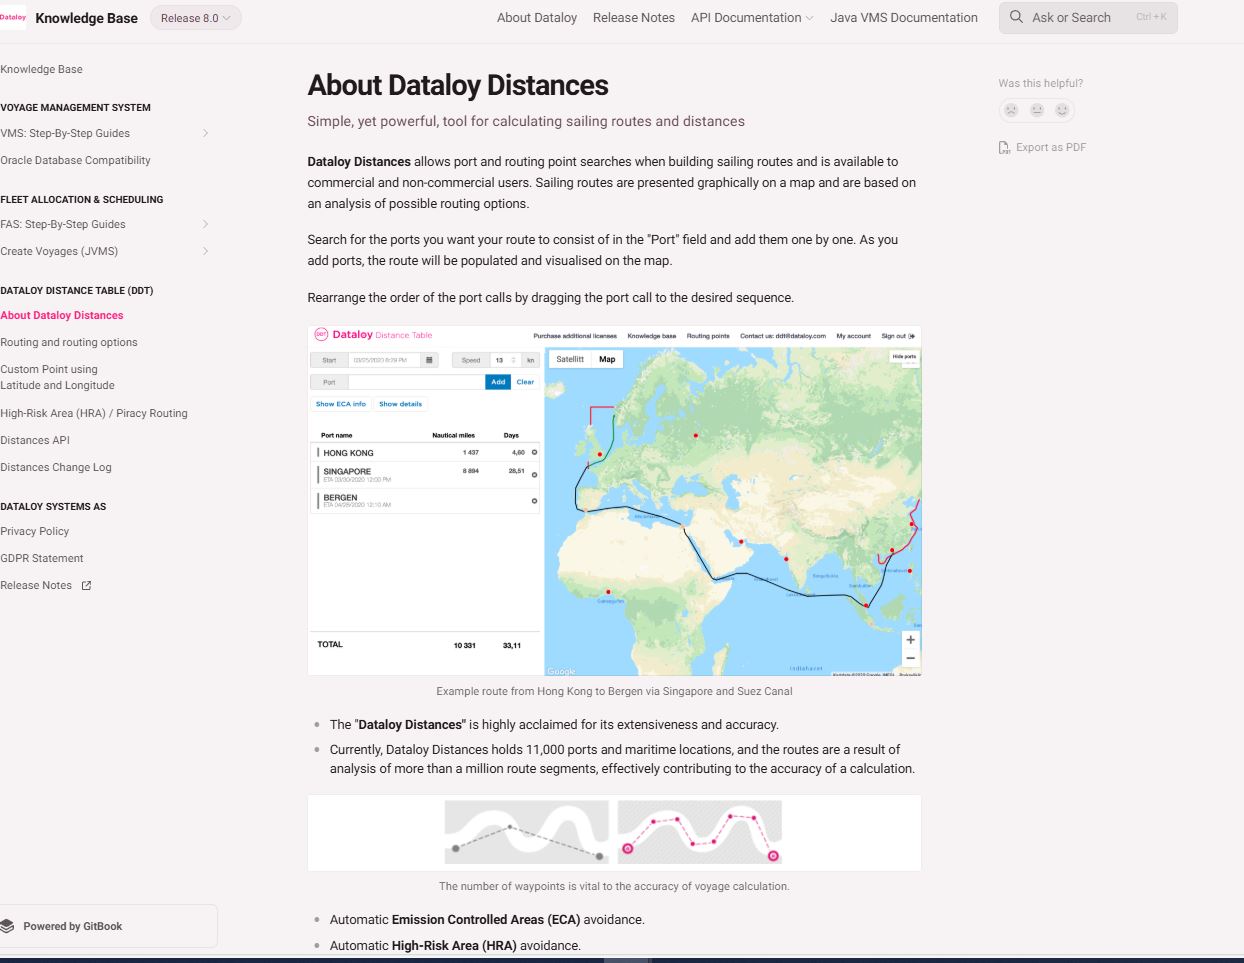 Dataloy
Knowledge Base
Release 8.0
About Dataloy
Release Notes
API Documentation
Java VMS Documentation
Ask or Search
Ctrl + K
Knowledge Base
VOYAGE MANAGEMENT SYSTEM
VMS: Step-By-Step Guides
Oracle Database Compatibility
FLEET ALLOCATION & SCHEDULING
FAS: Step-By-Step Guides
Create Voyages (JVMS)
DATALOY DISTANCE TABLE (DDT)
About Dataloy Distances
Routing and routing options
Custom Point using
Latitude and Longitude
High-Risk Area (HRA) / Piracy Routing
Distances API
Distances Change Log
DATALOY SYSTEMS AS
Privacy Policy
GDPR Statement
Release Notes
Powered by GitBook
About Dataloy Distances
Simple, yet powerful, tool for calculating sailing routes and distances
Dataloy Distances allows port and routing point searches when building sailing routes and is available to
commercial and non-commercial users. Sailing routes are presented graphically on a map and are based on
an analysis of possible routing options.
Search for the ports you want your route to consist of in the "Port" field and add them one by one. As you
add ports, the route will be populated and visualised on the map.
Rearrange the order of the port calls by dragging the port call to the desired sequence.
DDT Dataloy Distance Table
Purchase additional licenses
Knowledge base
Routing points
Contact us: ddt@dataloy.com
My account
Sign out
Start
03/25/2020 6:29 PM
Speed
13
kn
Port
Add
Clear
Show ECA info
Show details
Port name
Nautical miles
Days
HONG KONG
1 437
4,60
SINGAPORE
8 894
28,51
ETA 03/30/2020 12:00 PM
BERGEN
ETA 04/28/2020 12:10 AM
TOTAL
10 331
33,11
Satellitt
Map
Hide ports
Indiahavet
Google
Example route from Hong Kong to Bergen via Singapore and Suez Canal
The "Dataloy Distances" is highly acclaimed for its extensiveness and accuracy.
Currently, Dataloy Distances holds 11,000 ports and maritime locations, and the routes are a result of
analysis of more than a million route segments, effectively contributing to the accuracy of a calculation.
The number of waypoints is vital to the accuracy of voyage calculation.
Automatic Emission Controlled Areas (ECA) avoidance.
Automatic High-Risk Area (HRA) avoidance.
Was this helpful?
Export as PDF